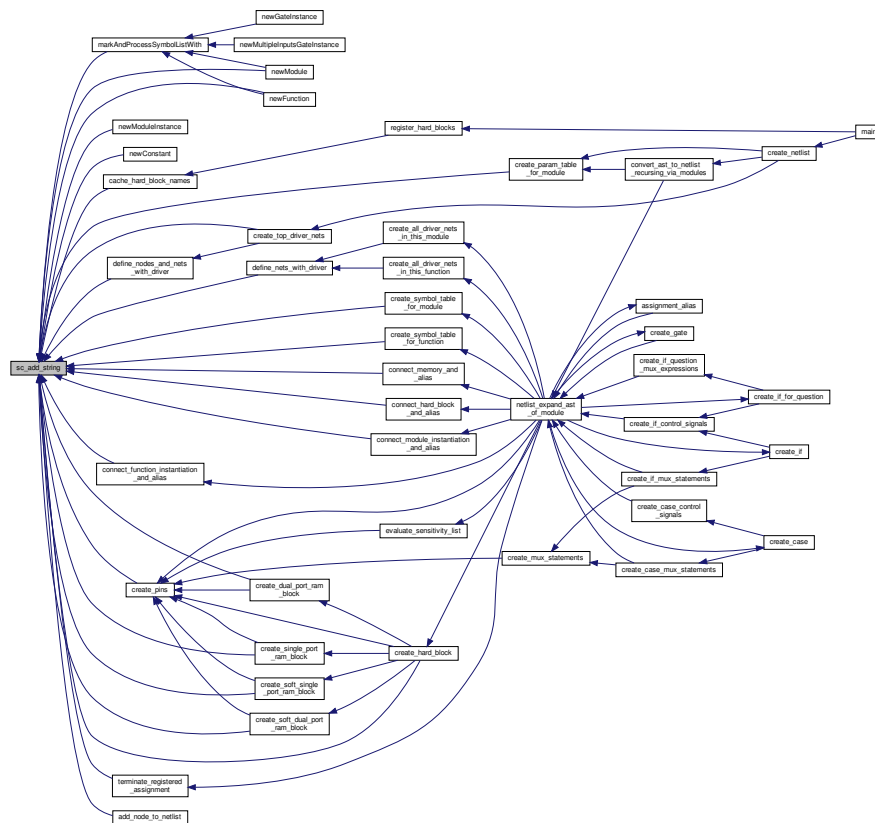 newGateInstance
markAndProcessSymbolListWith
newMultipleInputsGateInstance
newModule
newFunction
newModuleInstance
register_hard_blocks
main
newConstant
create_netlist
create_param_table
_for_module
convert_ast_to_netlist
_recursing_via_modules
cache_hard_block_names
create_top_driver_nets
create_all_driver_nets
_in_this_module
define_nodes_and_nets
_with_driver
define_nets_with_driver
create_all_driver_nets
_in_this_function
create_symbol_table
_for_module
assignment_alias
create_gate
create_symbol_table
_for_function
create_if_question
_mux_expressions
sc_add_string
connect_memory_and
_alias
create_if_for_question
connect_hard_block
_and_alias
netlist_expand_ast
_of_module
create_if_control_signals
connect_module_instantiation
_and_alias
create_if
connect_function_instantiation
_and_alias
create_if_mux_statements
create_case_control
_signals
evaluate_sensitivity_list
create_case
create_mux_statements
create_case_mux_statements
create_pins
create_dual_port_ram
_block
create_single_port
_ram_block
create_hard_block
create_soft_single
_port_ram_block
create_soft_dual_port
_ram_block
terminate_registered
_assignment
add_node_to_netlist